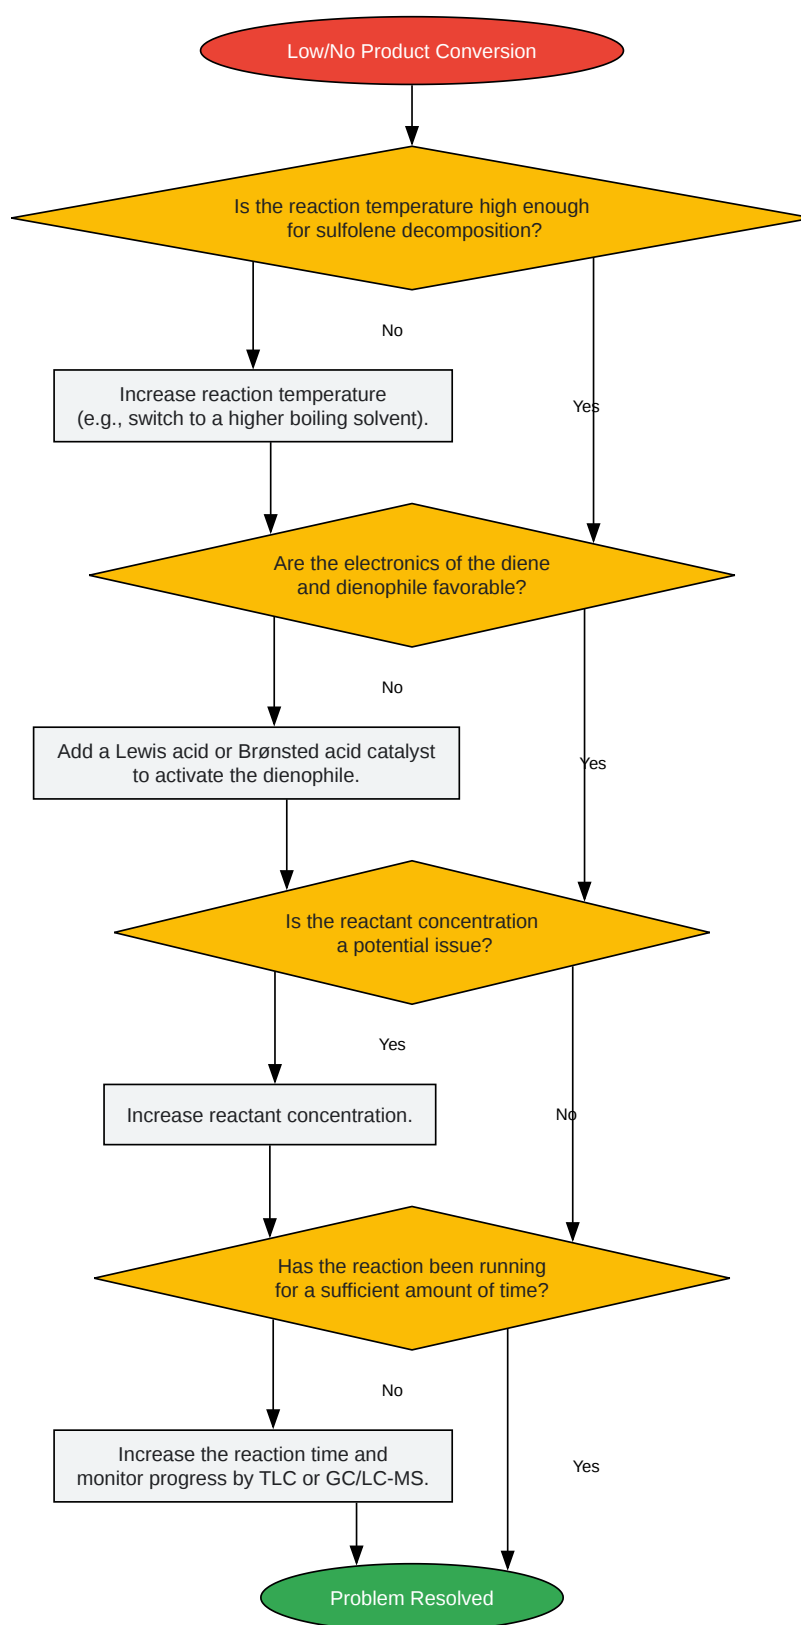 Low/No Product Conversion
Is the reaction temperature high enough
for sulfolene decomposition?
No
Increase reaction temperature
(e.g., switch to a higher boiling solvent).
Yes
Are the electronics of the diene
and dienophile favorable?
No
Add a Lewis acid or Brønsted acid catalyst
to activate the dienophile.
Yes
Is the reactant concentration
a potential issue?
Yes
Increase reactant concentration.
No
Has the reaction been running
for a sufficient amount of time?
No
Increase the reaction time and
monitor progress by TLC or GC/LC-MS.
Yes
Problem Resolved